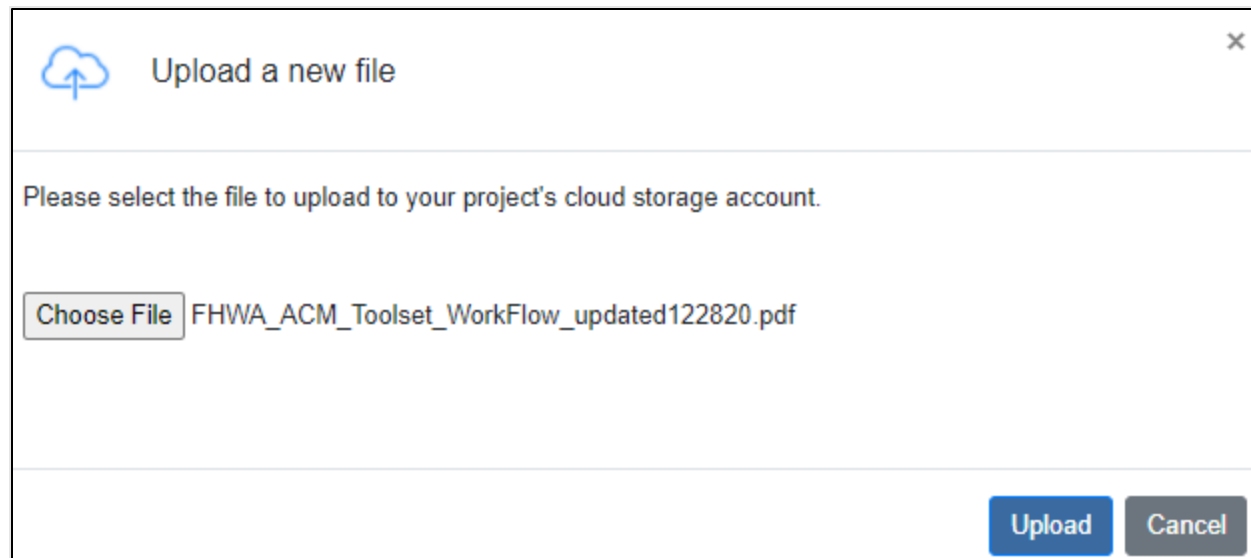 Upload a new file
×
Please select the file to upload to your project's cloud storage account.
Choose File FHWA_ACM_Toolset_WorkFlow_updated122820.pdf
Upload Cancel